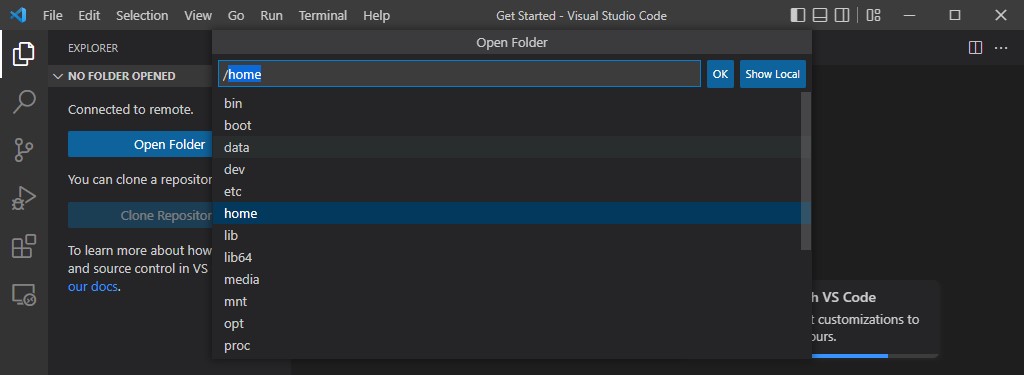 File Edit Selection View Go Run Terminal Help Get Started - Visual Studio Code
EXPLORER
NO FOLDER OPENED
Connected to remote.
Open Folder
You can clone a
Clone
To learn more about how
and source control in VS
our docs.
Open Folder
/home
OK
Show Local
bin
boot
data
dev
etc
home
lib
lib64
media
mnt
opt
proc
VS Code
customizations to